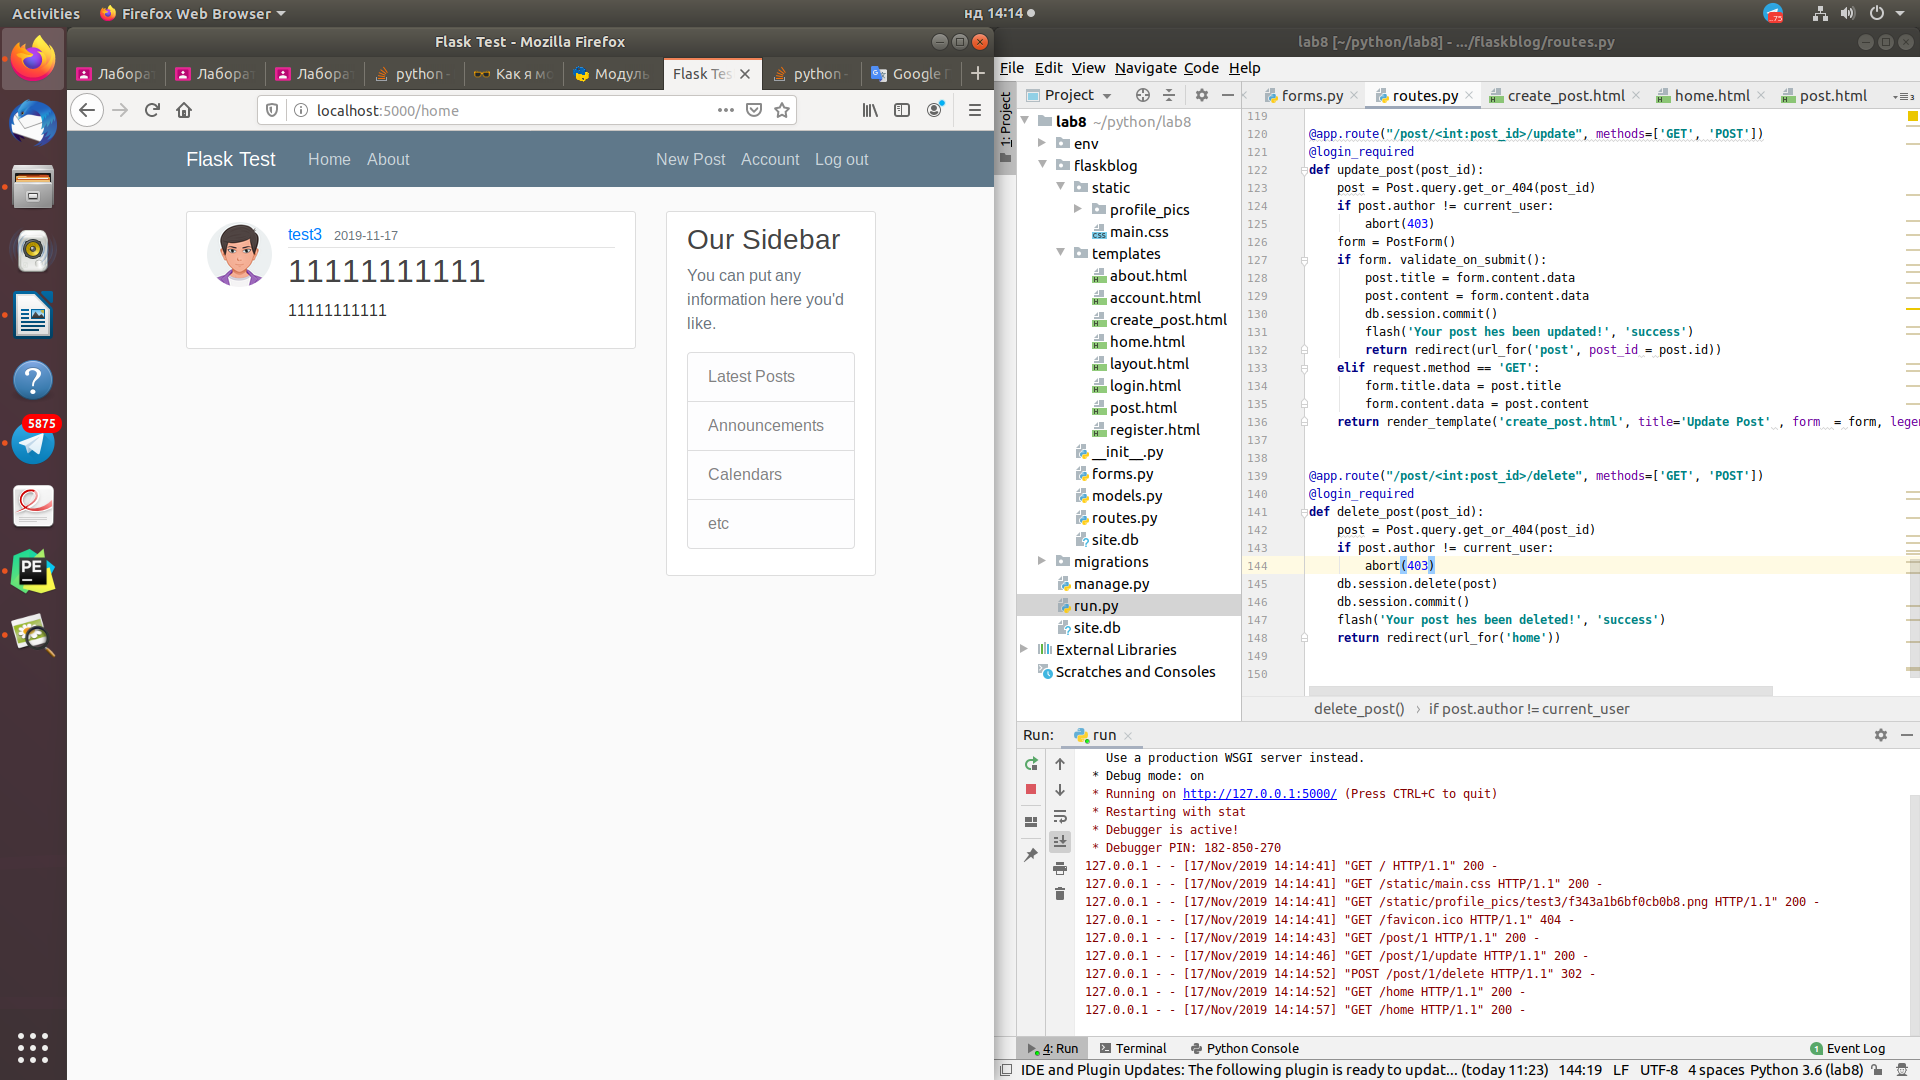 Activities
Firefox Web Browser
нд 14:14
75
Flask Test - Mozilla Firefox
Лаборат
Лаборат
Лаборат
python -
Как я мо
Модуль
Flask Tes
python -
Google П
localhost:5000/home
Flask Test
Home
About
New Post
Account
Log out
test3 2019-11-17
11111111111
11111111111
Our Sidebar
You can put any
information here you'd
like.
Latest Posts
Announcements
Calendars
etc
5875
PE
lab8 [~/python/lab8] - .../flaskblog/routes.py
File Edit View Navigate Code Help
1: Project
Project
forms.py
routes.py
create_post.html
home.html
post.html
3
lab8 ~/python/lab8
env
flaskblog
static
profile_pics
main.css
templates
about.html
account.html
create_post.html
home.html
layout.html
login.html
post.html
register.html
__init__.py
forms.py
models.py
routes.py
site.db
migrations
manage.py
run.py
site.db
External Libraries
Scratches and Consoles
119
120 @app.route("/post/<int:post_id>/update", methods=['GET', 'POST'])
121 @login_required
122 def update_post(post_id):
123 post = Post.query.get_or_404(post_id)
124 if post.author != current_user:
125 abort(403)
126 form = PostForm()
127 if form. validate_on_submit():
128 post.title = form.content.data
129 post.content = form.content.data
130 db.session.commit()
131 flash('Your post hes been updated!', 'success')
132 return redirect(url_for('post', post_id = post.id))
133 elif request.method == 'GET':
134 form.title.data = post.title
135 form.content.data = post.content
136 return render_template('create_post.html', title='Update Post' , form = form, legen
137
138
139 @app.route("/post/<int:post_id>/delete", methods=['GET', 'POST'])
140 @login_required
141 def delete_post(post_id):
142 post = Post.query.get_or_404(post_id)
143 if post.author != current_user:
144 abort(403)
145 db.session.delete(post)
146 db.session.commit()
147 flash('Your post hes been deleted!', 'success')
148 return redirect(url_for('home'))
149
150
delete_post() › if post.author != current_user
Run: run
Use a production WSGI server instead.
* Debug mode: on
* Running on http://127.0.0.1:5000/ (Press CTRL+C to quit)
* Restarting with stat
* Debugger is active!
* Debugger PIN: 182-850-270
127.0.0.1 - - [17/Nov/2019 14:14:41] "GET / HTTP/1.1" 200 -
127.0.0.1 - - [17/Nov/2019 14:14:41] "GET /static/main.css HTTP/1.1" 200 -
127.0.0.1 - - [17/Nov/2019 14:14:41] "GET /static/profile_pics/test3/f343a1b6bf0cb0b8.png HTTP/1.1" 200 -
127.0.0.1 - - [17/Nov/2019 14:14:41] "GET /favicon.ico HTTP/1.1" 404 -
127.0.0.1 - - [17/Nov/2019 14:14:43] "GET /post/1 HTTP/1.1" 200 -
127.0.0.1 - - [17/Nov/2019 14:14:46] "GET /post/1/update HTTP/1.1" 200 -
127.0.0.1 - - [17/Nov/2019 14:14:52] "POST /post/1/delete HTTP/1.1" 302 -
127.0.0.1 - - [17/Nov/2019 14:14:52] "GET /home HTTP/1.1" 200 -
127.0.0.1 - - [17/Nov/2019 14:14:57] "GET /home HTTP/1.1" 200 -
4: Run
Terminal
Python Console
1 Event Log
IDE and Plugin Updates: The following plugin is ready to updat... (today 11:23) 144:19 LF UTF-8 4 spaces Python 3.6 (lab8)